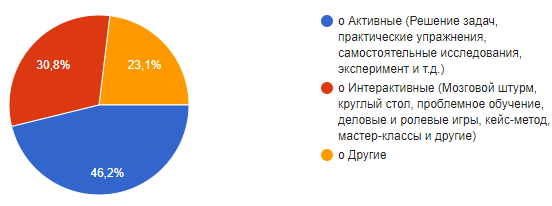 30,8%
23,1%
46,2%
o Активные (Решение задач,
практические упражнения,
самостоятельные исследования,
эксперимент и т.д.)
o Интерактивные (Мозговой штурм,
круглый стол, проблемное обучение,
деловые и ролевые игры, кейс-метод,
мастер-классы и другие)
o Другие